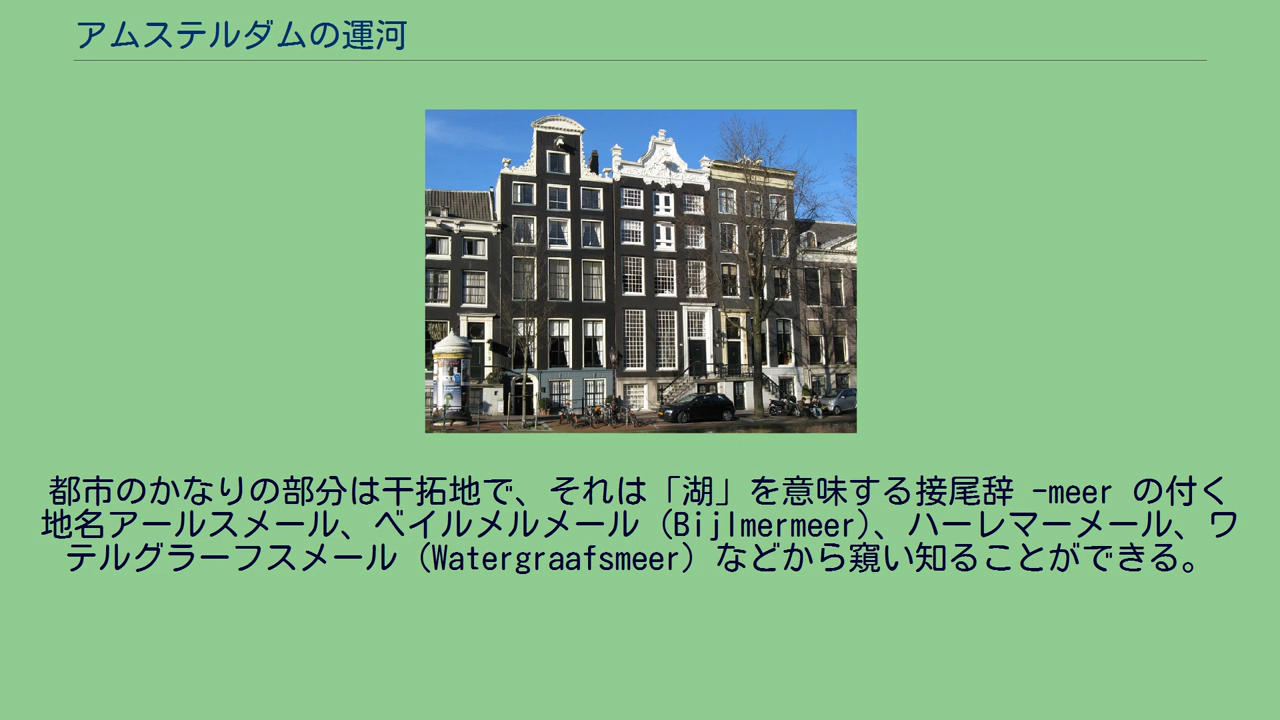 アムステルダムの運河
都市のかなりの部分は干拓地で、それは「湖」を意味する接尾辞 -meer の付く
地名アールスメール、ベイルメルメール（Bijlmermeer）、ハーレマーメール、ワ
テルグラーフスメール（Watergraafsmeer）などから窺い知ることができる。